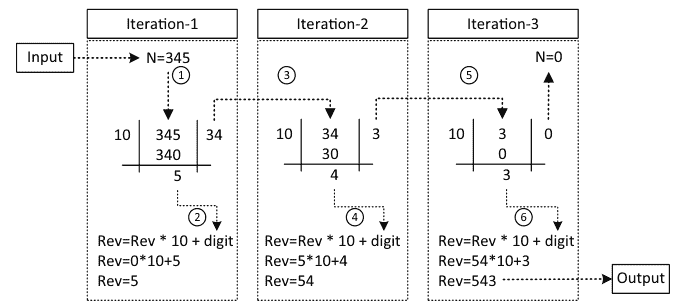 Iteration-1
Iteration-2
Iteration-3
Input
N=345
N=0
1
3
5
10 345 34
340
5
10 34 3
30
4
10 3 0
0
3
2
4
6
Rev=Rev * 10 + digit
Rev=0*10+5
Rev=5
Rev=Rev * 10 + digit
Rev=5*10+4
Rev=54
Rev=Rev * 10 + digit
Rev=54*10+3
Rev=543
Output